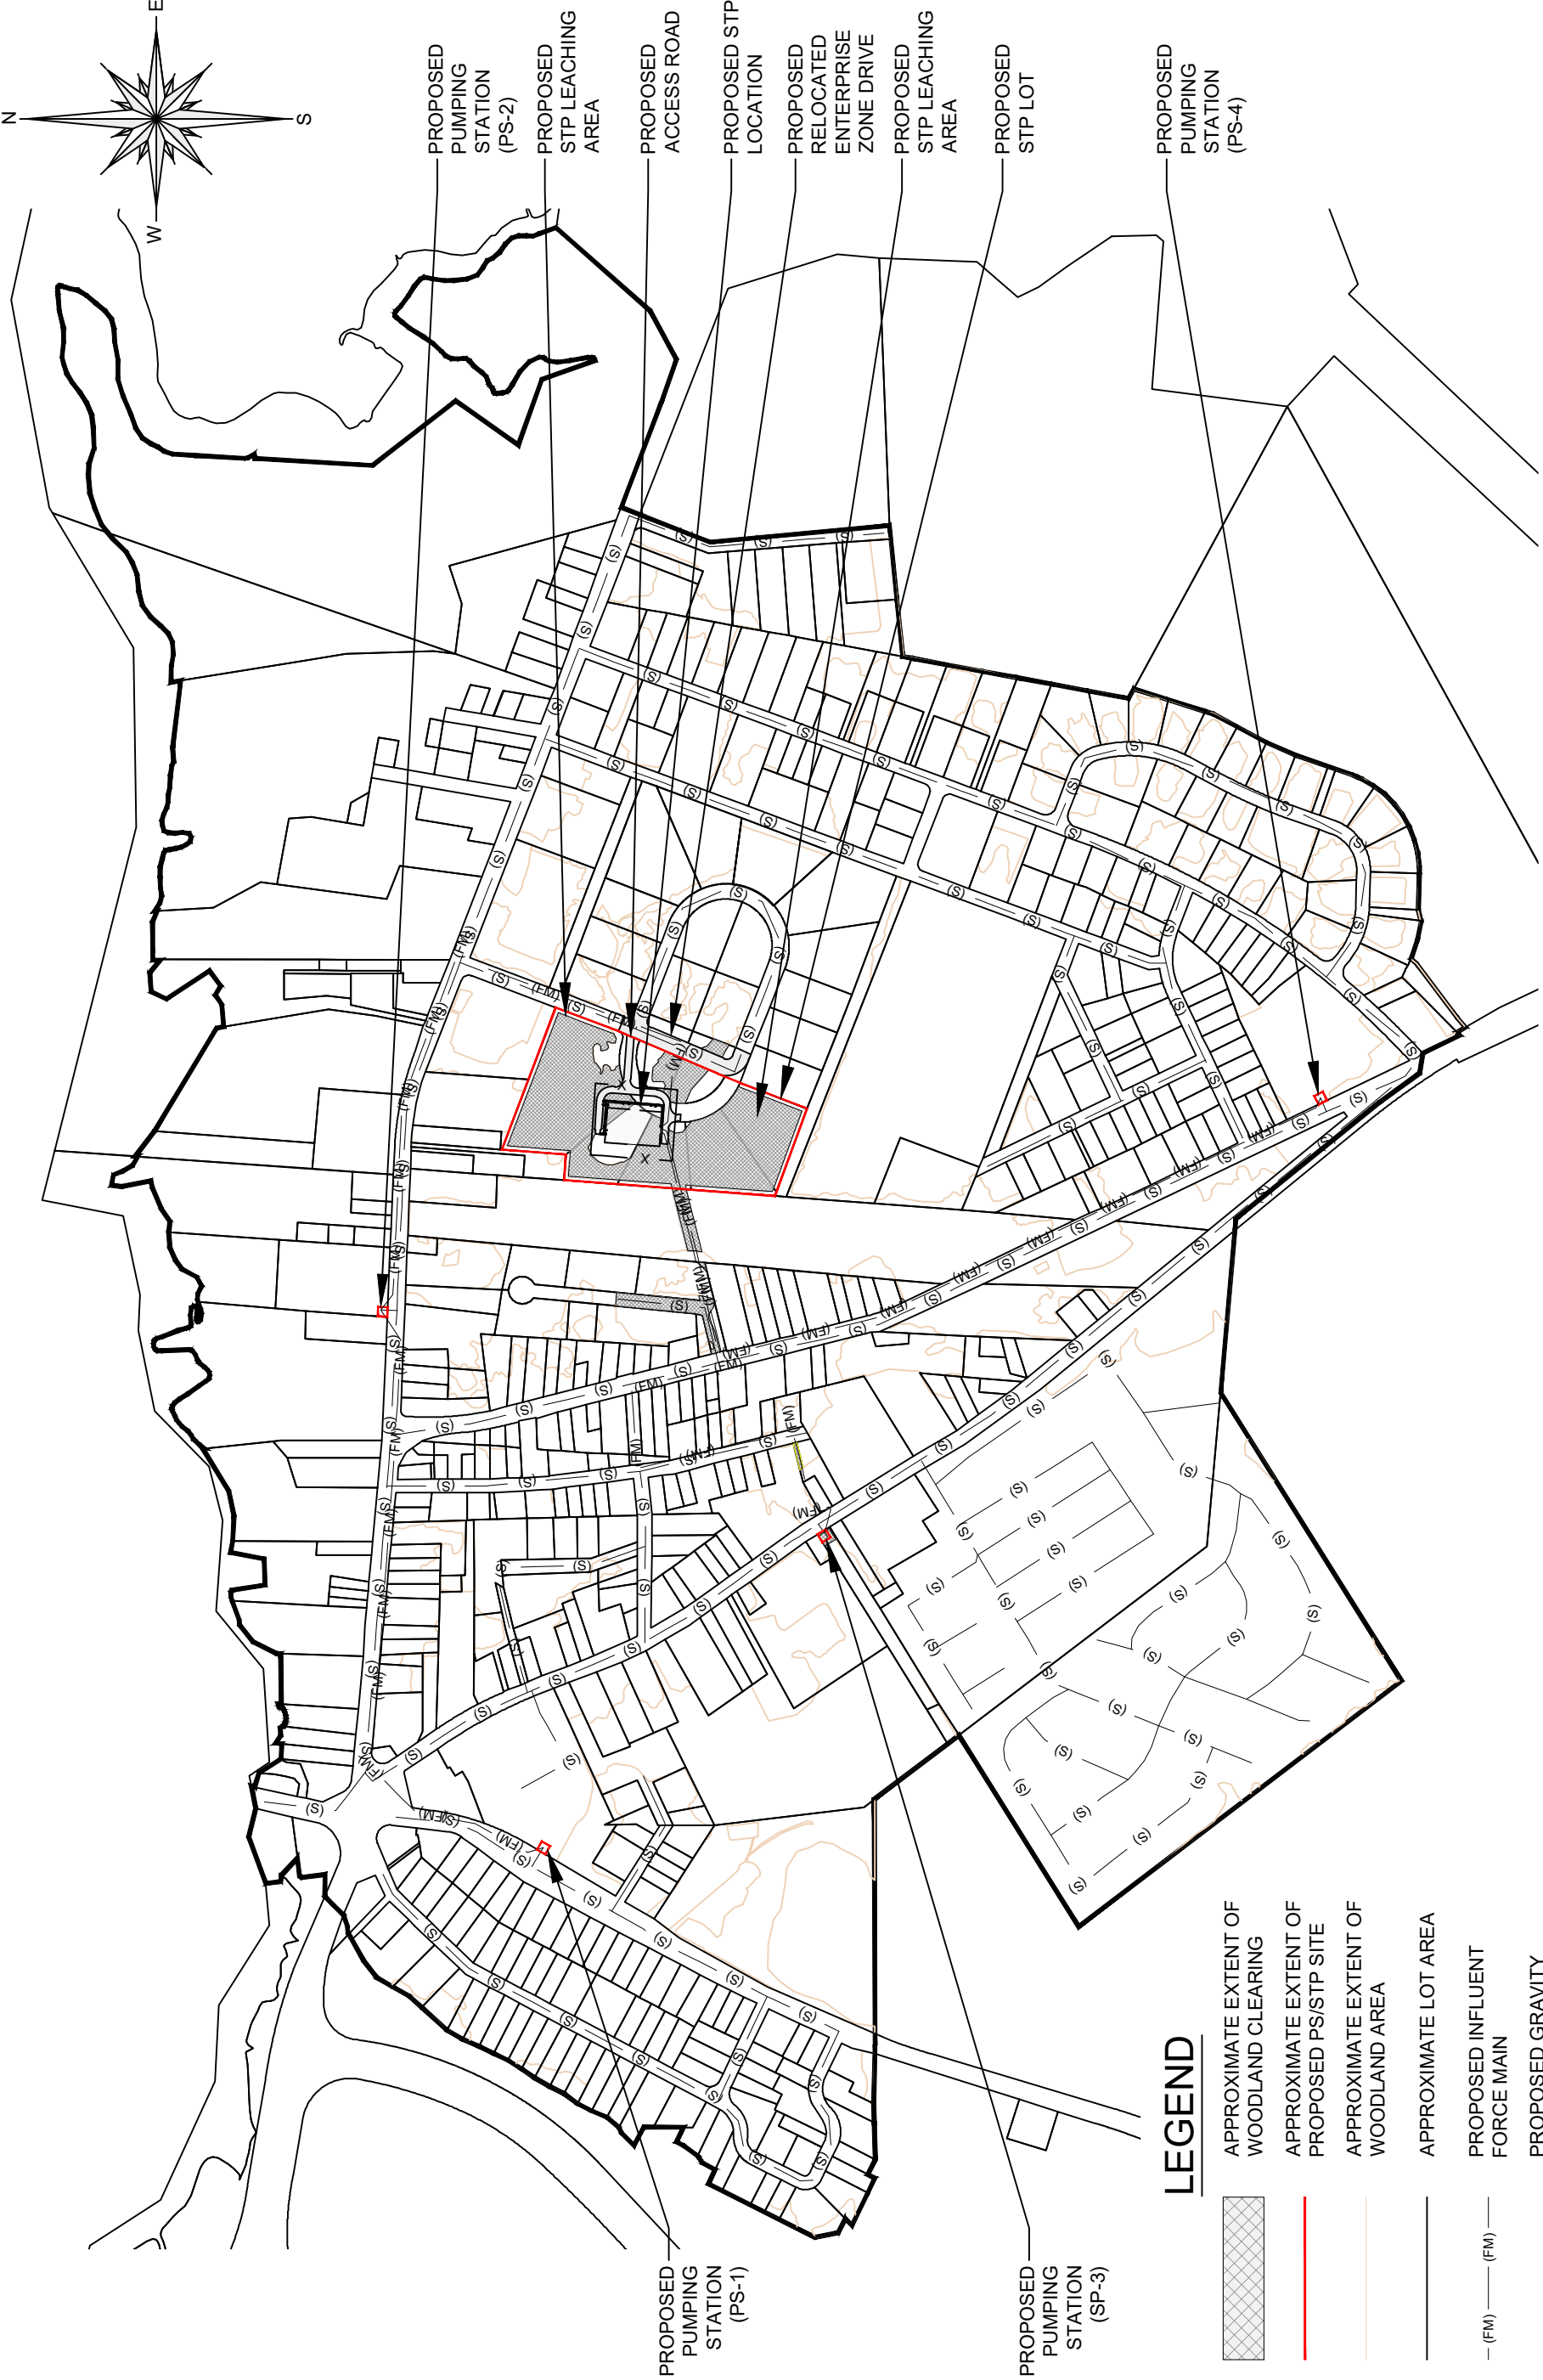 N
E
S
W
PROPOSED
PUMPING
STATION
(PS-2)
PROPOSED
STP LEACHING
AREA
PROPOSED
ACCESS ROAD
PROPOSED STP
LOCATION
PROPOSED
RELOCATED
ENTERPRISE
ZONE DRIVE
PROPOSED
STP LEACHING
AREA
PROPOSED
STP LOT
PROPOSED
PUMPING
STATION
(PS-4)
PROPOSED
PUMPING
STATION
(PS-1)
PROPOSED
PUMPING
STATION
(SP-3)
LEGEND
APPROXIMATE EXTENT OF
WOODLAND CLEARING
APPROXIMATE EXTENT OF
PROPOSED PS/STP SITE
APPROXIMATE EXTENT OF
WOODLAND AREA
APPROXIMATE LOT AREA
(FM) (FM)
PROPOSED INFLUENT
FORCE MAIN
PROPOSED GRAVITY